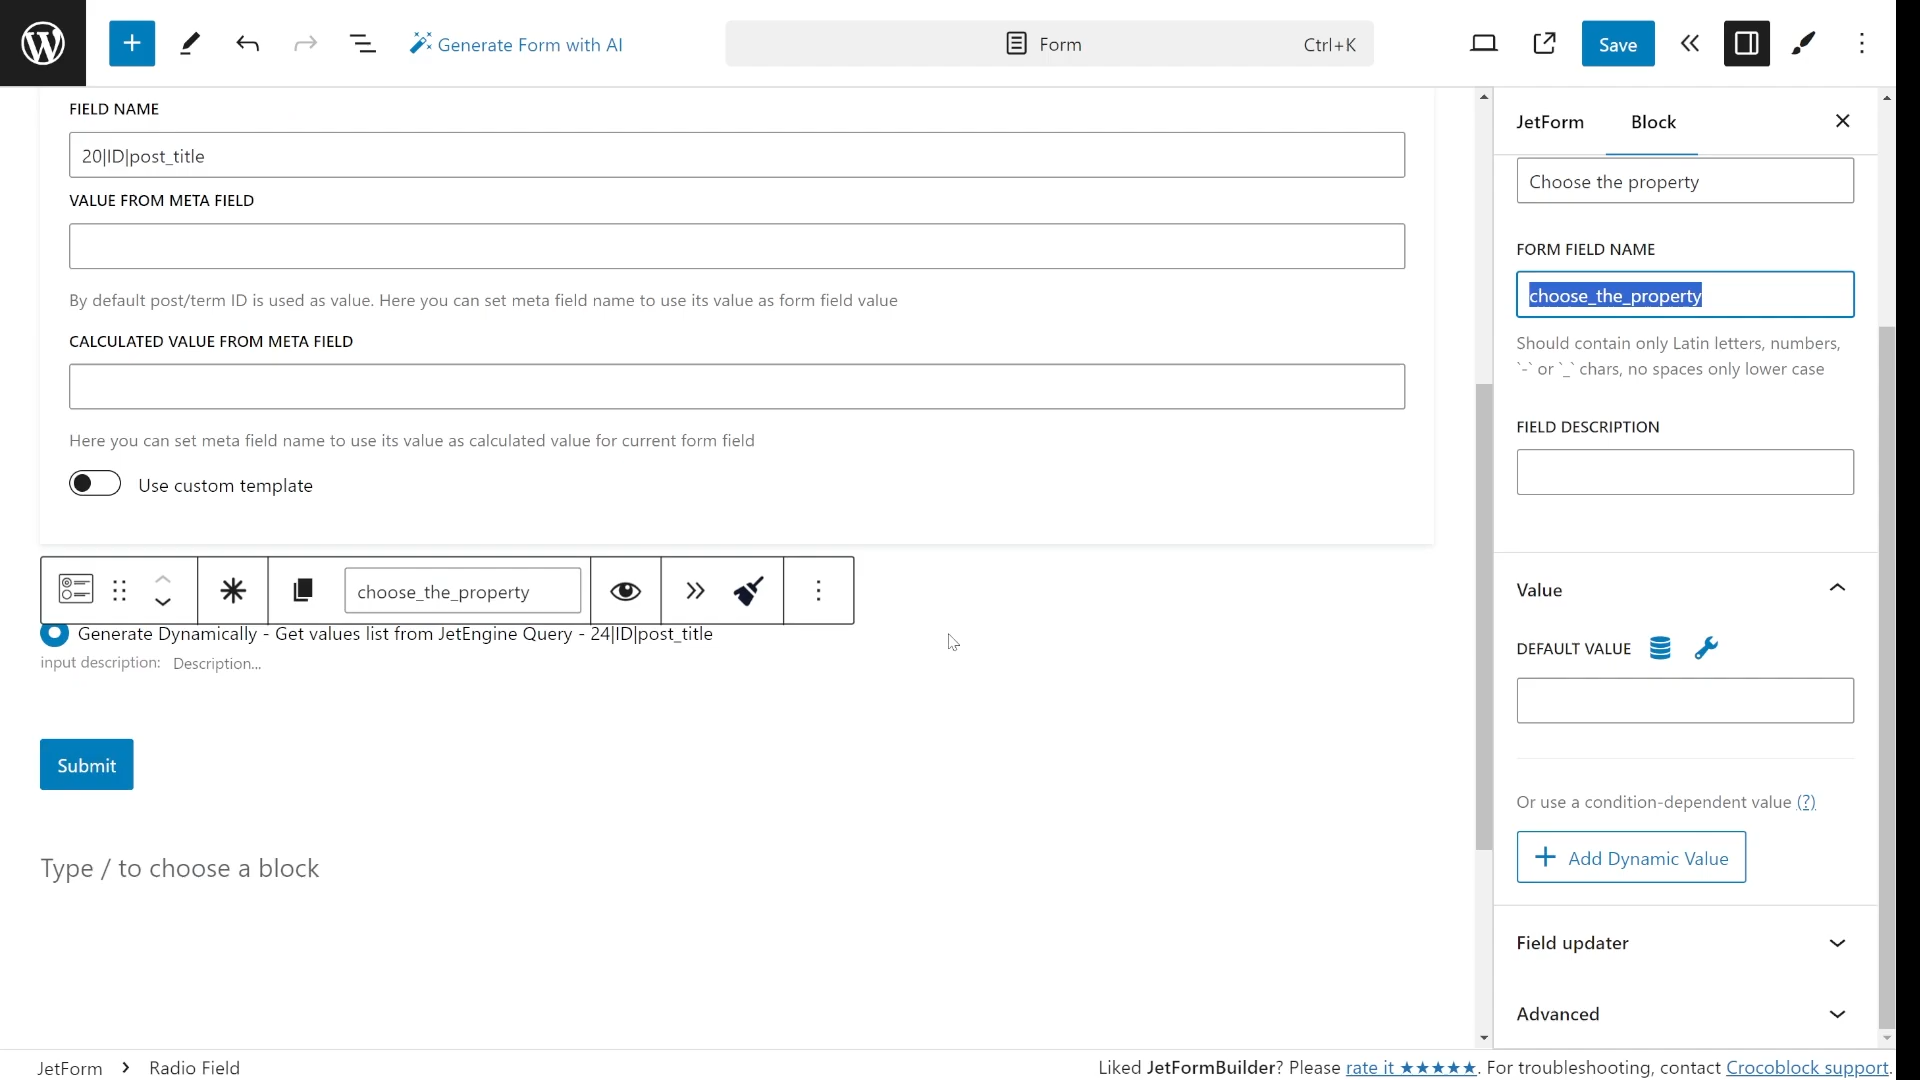 Generate Form with AI
Form
Ctrl+K
Save
FIELD NAME
20|ID|post_title
VALUE FROM META FIELD
By default post/term ID is used as value. Here you can set meta field name to use its value as form field value
CALCULATED VALUE FROM META FIELD
Here you can set meta field name to use its value as calculated value for current form field
Use custom template
choose_the_property
Generate Dynamically - Get values list from JetEngine Query - 24|ID|post_title
input description: Description...
Submit
Type / to choose a block
JetForm
Block
Choose the property
FORM FIELD NAME
choose_the_property
Should contain only Latin letters, numbers,
`-` or `_` chars, no spaces only lower case
FIELD DESCRIPTION
Value
DEFAULT VALUE
Or use a condition-dependent value (?)
Add Dynamic Value
Field updater
Advanced
JetForm > Radio Field
Liked JetFormBuilder? Please rate it ★★★★★. For troubleshooting, contact Crocoblock support.